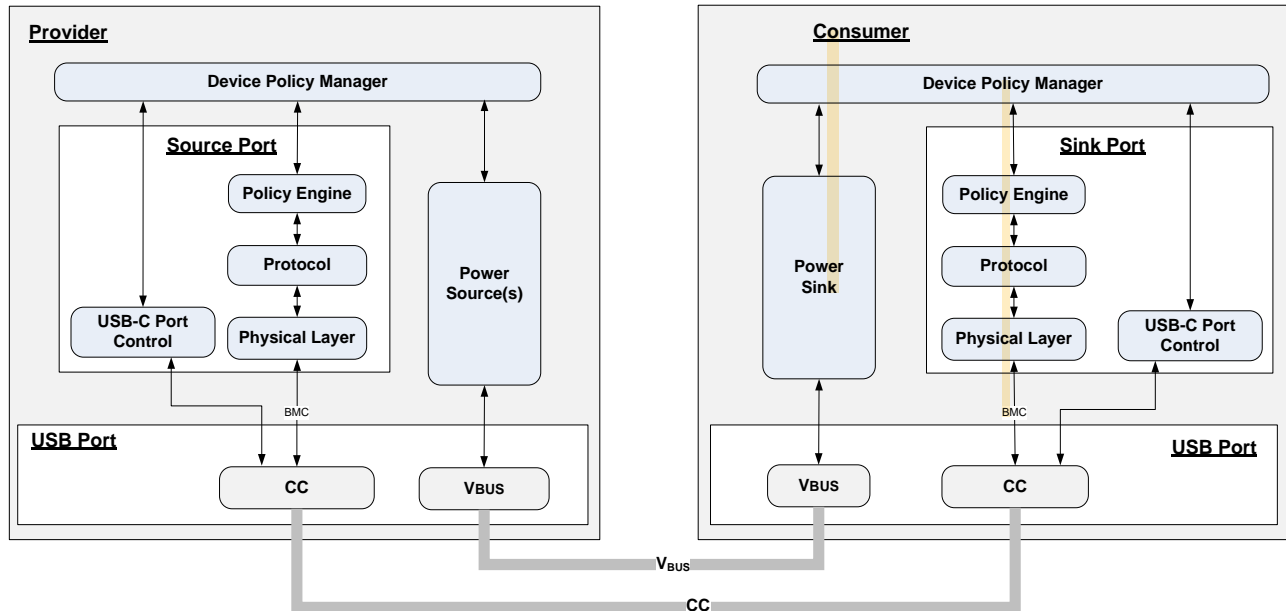 Provider
Device Policy Manager
Source Port
Policy Engine
Protocol
Power
Source(s)
USB-C Port
Control
Physical Layer
BMC
USB Port
CC
VBUS
Consumer
Device Policy Manager
Sink Port
Policy Engine
Power
Sink
Protocol
Physical Layer
USB-C Port
Control
BMC
USB Port
VBUS
CC
VBUS
CC